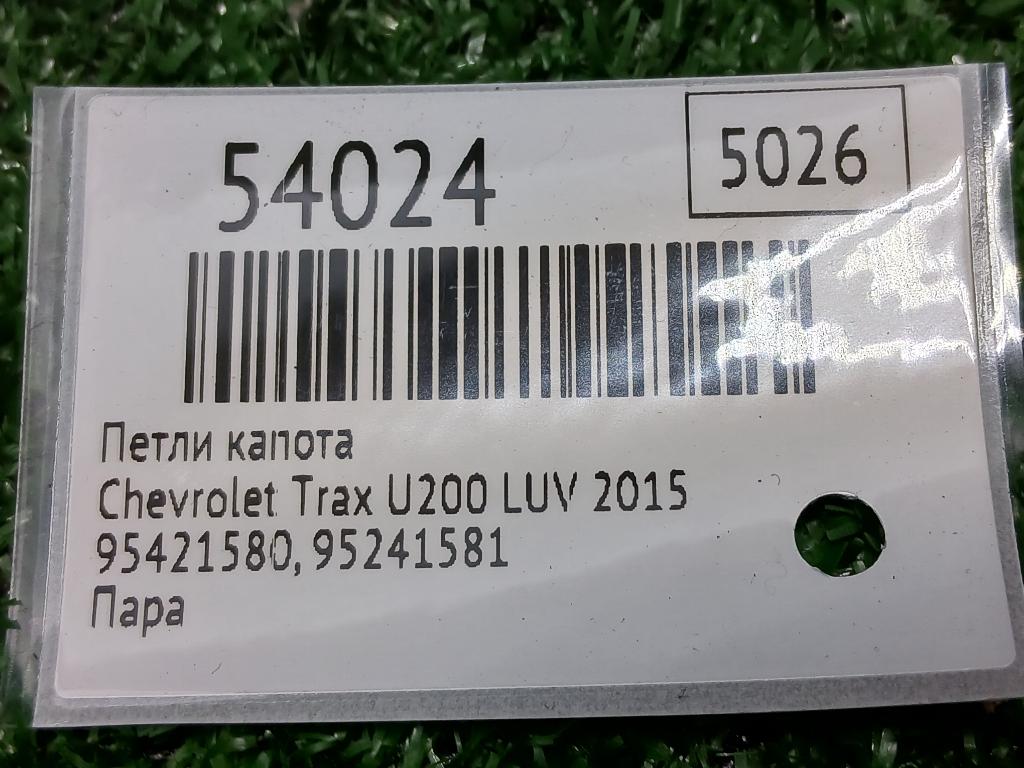 54024
5026
Петли капота
Chevrolet Trax U200 LUV 2015
95421580, 95241581
Пара